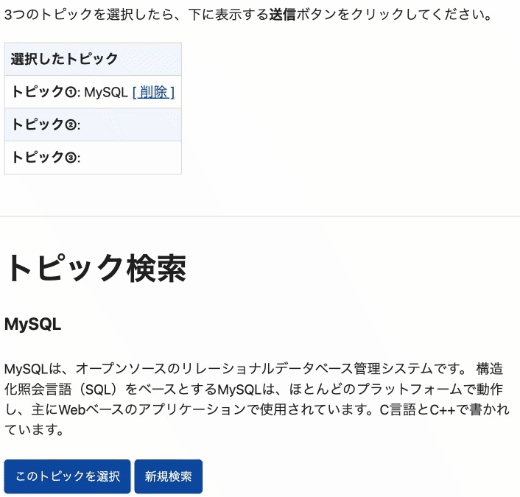 3つのトピックを選択したら、下に表示する送信ボタンをクリックしてください。
選択したトピック
トピック①: MySQL [ 削除 ]
トピック②:
トピック③:
トピック検索
MySQL
MySQLは、オープンソースのリレーショナルデータベース管理システムです。 構造
化照会言語（SQL）をベースとするMySQLは、ほとんどのプラットフォームで動作
し、主にWebベースのアプリケーションで使用されています。C言語とC++で書かれ
ています。
このトピックを選択 新規検索